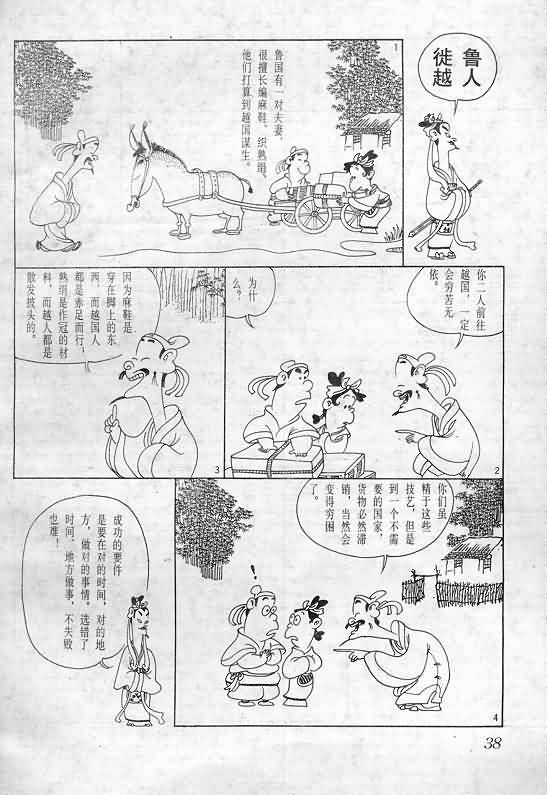 鲁人
徙越
1
鲁国有一对夫妻，
很擅长编麻鞋，织熟绢，
他们打算到越国谋生。
你二人前往
越国，一定
会穷苦无
依。
为什
么？
2
因为麻鞋是
穿在脚上的东
西，而越国人
都是赤足而行，
熟绢是作冠的材
料，而越人都是
散发披头的。
3
你们虽
精于这些
技艺，但是
到一个不需
要的国家，
货物必然滞
销，当然会
变得穷困
了。
!
4
成功的要件
是要在对的时间，对的地
方，做对的事情。选错了
时间、地方做事，不失败
也难！
38